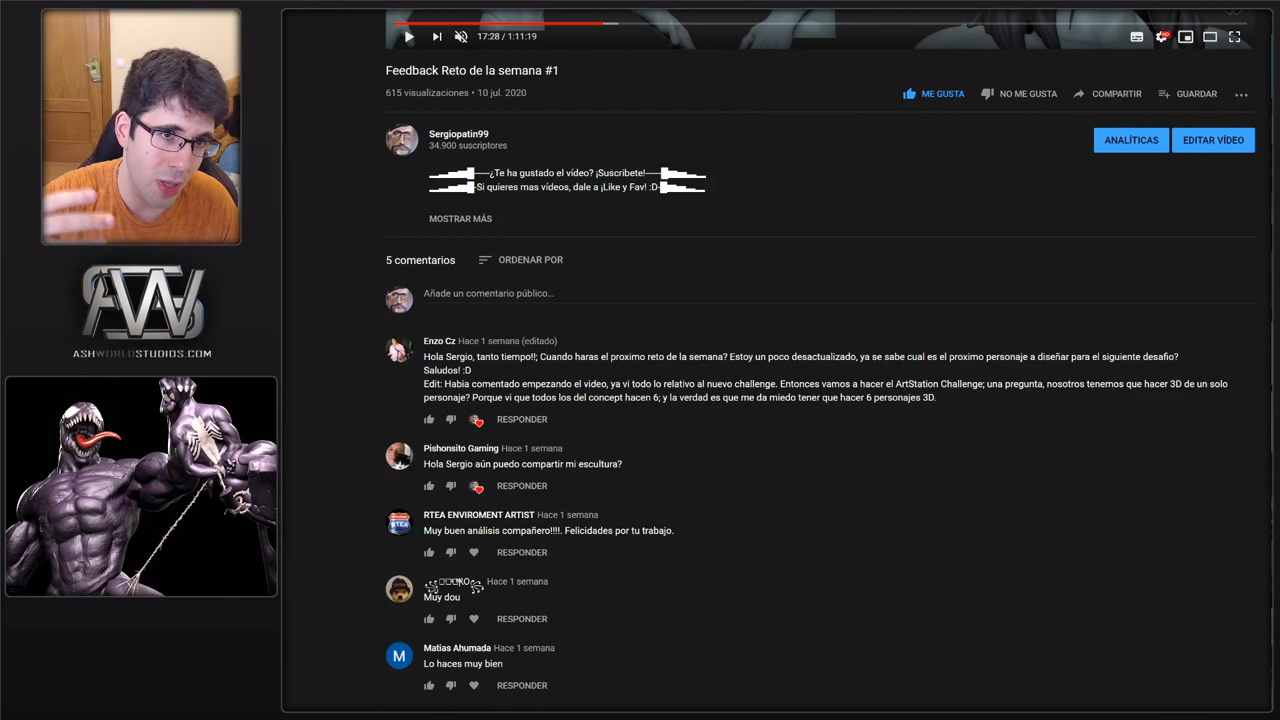 17:28 / 1:11:19
Feedback Reto de la semana #1
615 visualizaciones • 10 jul. 2020
ME GUSTA
NO ME GUSTA
COMPARTIR
GUARDAR
Sergiopatin99
34.900 suscriptores
ANALÍTICAS
EDITAR VÍDEO
¿Te ha gustado el vídeo? ¡Suscribete!
-Si quieres mas vídeos, dale a ¡Like y Fav! :D-
MOSTRAR MÁS
5 comentarios
ORDENAR POR
Añade un comentario público...
Enzo Cz Hace 1 semana (editado)
Hola Sergio, tanto tiempo!!; Cuando haras el proximo reto de la semana? Estoy un poco desactualizado, ya se sabe cual es el proximo personaje a diseñar para el siguiente desafio?
Saludos! :D
Edit: Habia comentado empezando el video, ya vi todo lo relativo al nuevo challenge. Entonces vamos a hacer el ArtStation Challenge; una pregunta, nosotros tenemos que hacer 3D de un solo
personaje? Porque vi que todos los del concept hacen 6; y la verdad es que me da miedo tener que hacer 6 personajes 3D.
RESPONDER
Pishonsito Gaming Hace 1 semana
Hola Sergio aún puedo compartir mi escultura?
RESPONDER
RTEA ENVIROMENT ARTIST Hace 1 semana
Muy buen análisis compañero!!!!. Felicidades por tu trabajo.
RESPONDER
Hace 1 semana
Muy dou
RESPONDER
M
Matias Ahumada Hace 1 semana
Lo haces muy bien
RESPONDER
ASHWORLDSTUDIOS.COM